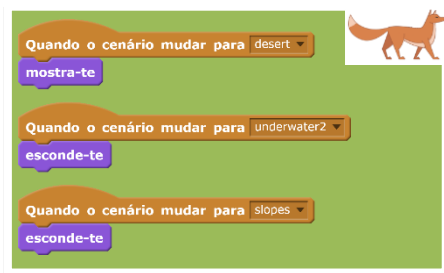 Quando o cenário mudar para desert
mostra-te
Quando o cenário mudar para underwater2
esconde-te
Quando o cenário mudar para slopes
esconde-te